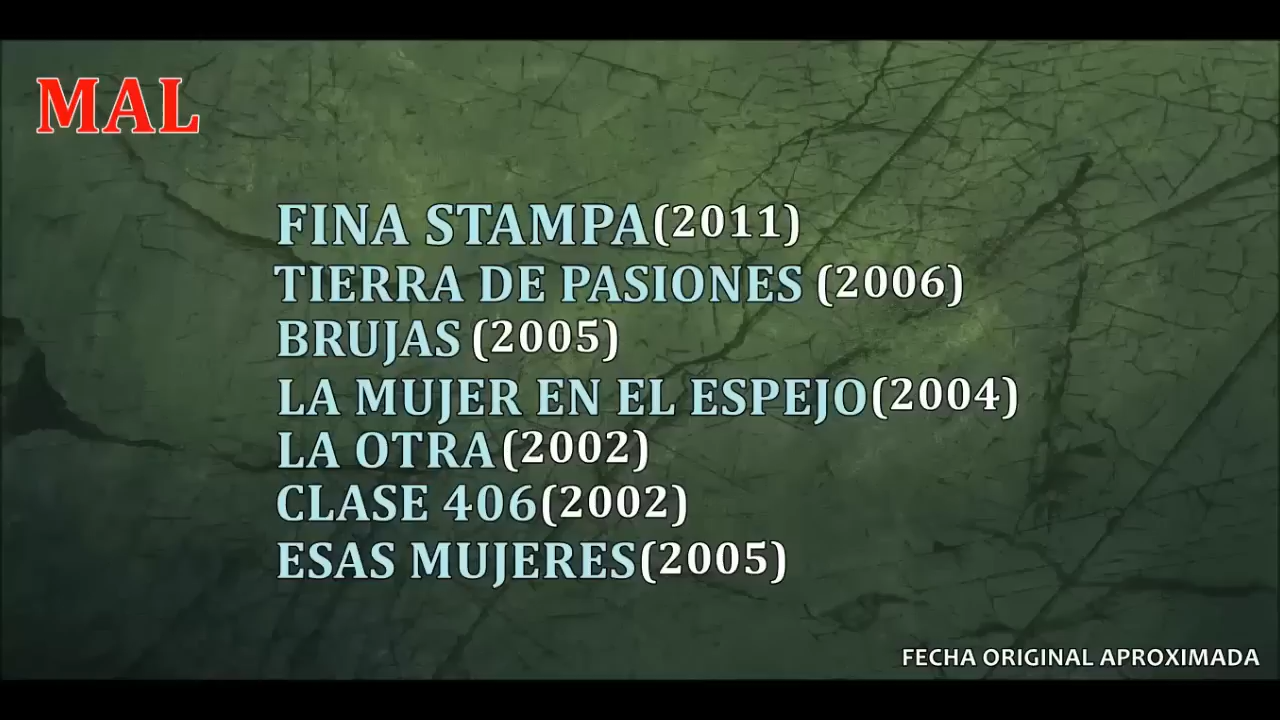 MAL
FINA STAMPA(2011)
TIERRA DE PASIONES (2006)
BRUJAS (2005)
LA MUJER EN EL ESPEJO(2004)
LA OTRA(2002)
CLASE 406(2002)
ESAS MUJERES(2005)
FECHA ORIGINAL APROXIMADA